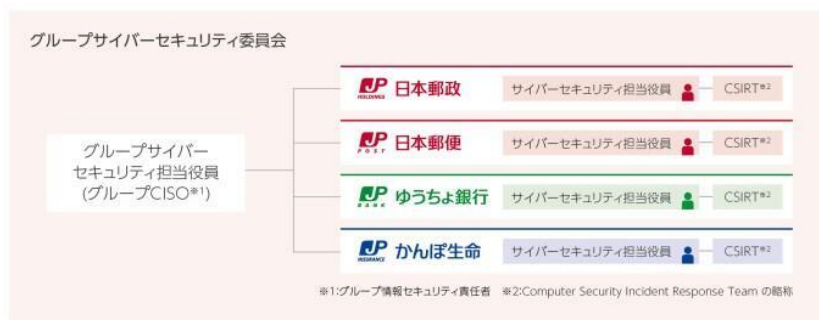 グループサイバーセキュリティ委員会
グループサイバー
セキュリティ担当役員
(グループCISO※1)
JP HOLDINGS 日本郵政 サイバーセキュリティ担当役員 CSIRT※2
JP POST 日本郵便 サイバーセキュリティ担当役員 CSIRT※2
JP BANK ゆうちょ銀行 サイバーセキュリティ担当役員 CSIRT※2
JP INSURANCE かんぽ生命 サイバーセキュリティ担当役員 CSIRT※2
※1:グループ情報セキュリティ責任者 ※2:Computer Security Incident Response Team の略称